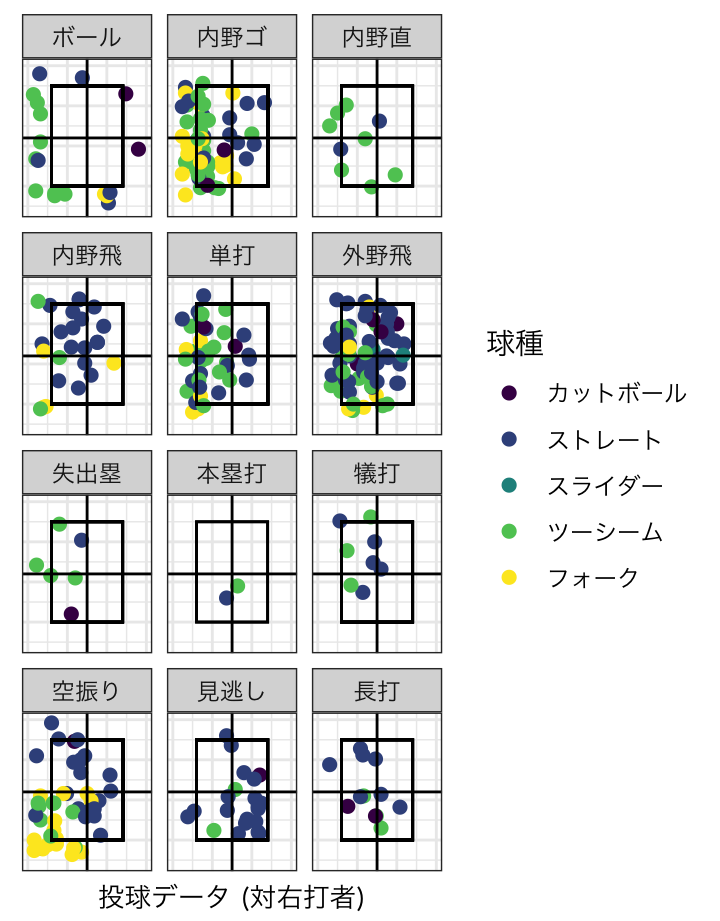 ボール
内野ゴ
内野直
内野飛
単打
外野飛
失出塁
本塁打
犠打
空振り
見逃し
長打
球種
カットボール
ストレート
スライダー
ツーシーム
フォーク
投球データ (対右打者)